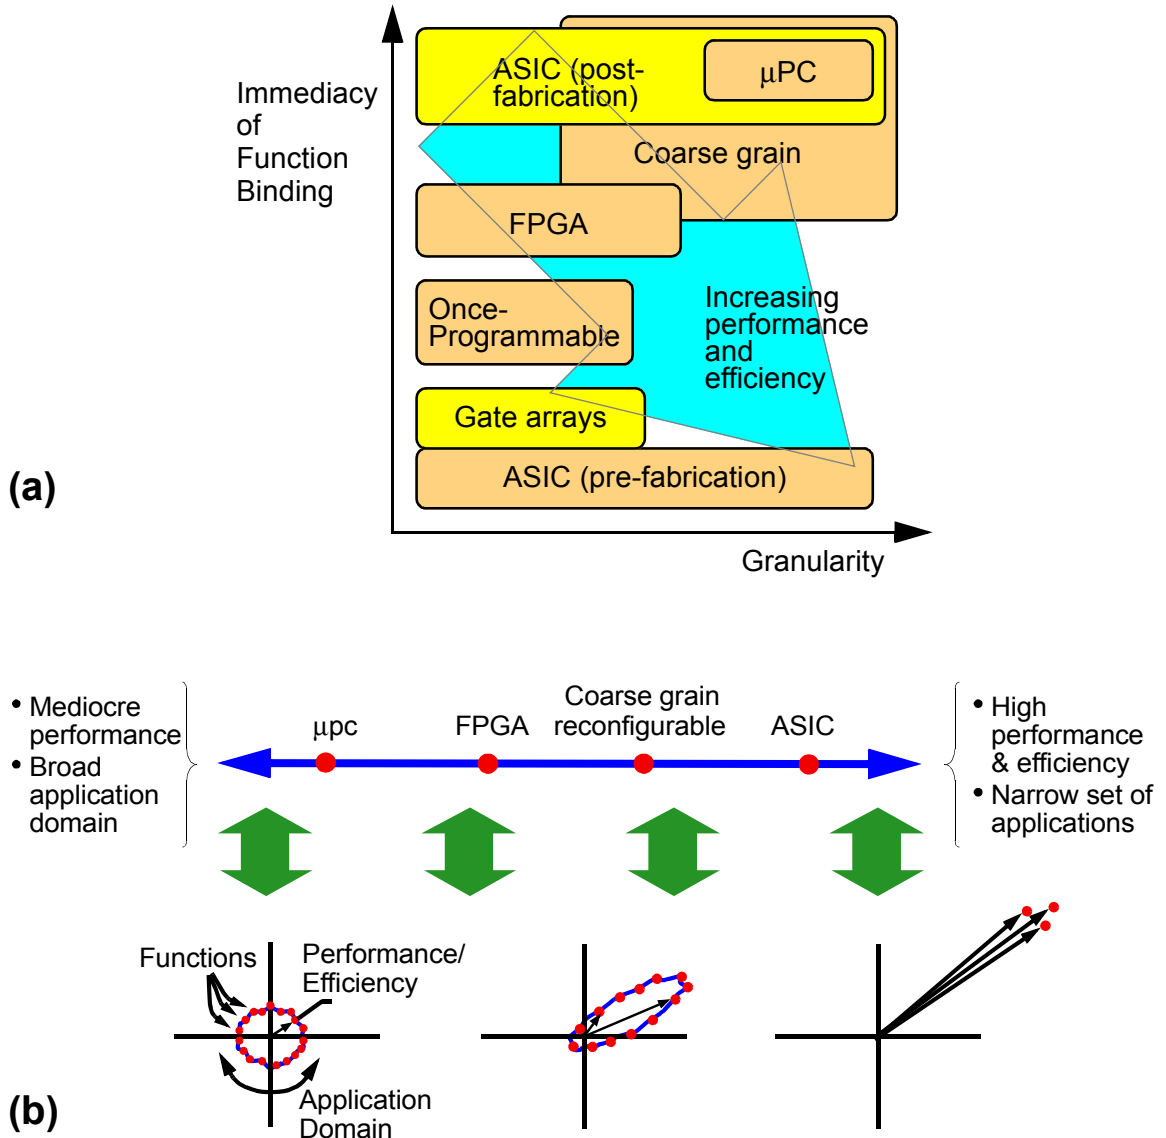 Immediacy
of
Function
Binding
ASIC (post-
fabrication)
μPC
Coarse grain
FPGA
Once-
Programmable
Increasing
performance
and
efficiency
Gate arrays
ASIC (pre-fabrication)
(a)
Granularity
• Mediocre
performance
• Broad
application
domain
μpc
FPGA
Coarse grain
reconfigurable
ASIC
• High
performance
& efficiency
• Narrow set of
applications
Functions
Performance/
Efficiency
Application
Domain
(b)